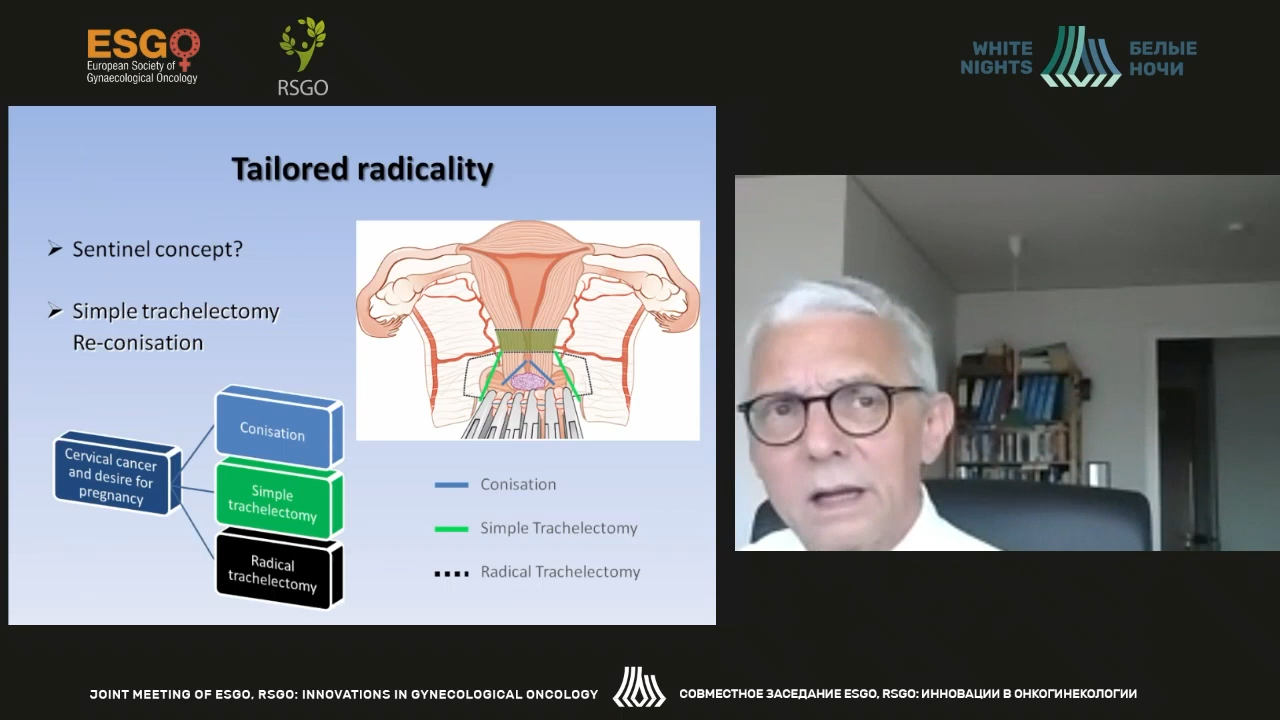 ESGO
European Society of
Gynaecological Oncology
RSGO
WHITE
NIGHTS
БЕЛЫЕ
НОЧИ
Tailored radicality
Sentinel concept?
Simple trachelectomy
Re-conisation
Cervical cancer
and desire for
pregnancy
Conisation
Simple
trachelectomy
Radical
trachelectomy
Conisation
Simple Trachelectomy
Radical Trachelectomy
JOINT MEETING OF ESGO, RSGO: INNOVATIONS IN GYNECOLOGICAL ONCOLOGY
СОВМЕСТНОЕ ЗАСЕДАНИЕ ESGO, RSGO: ИННОВАЦИИ В ОНКОГИНЕКОЛОГИИ